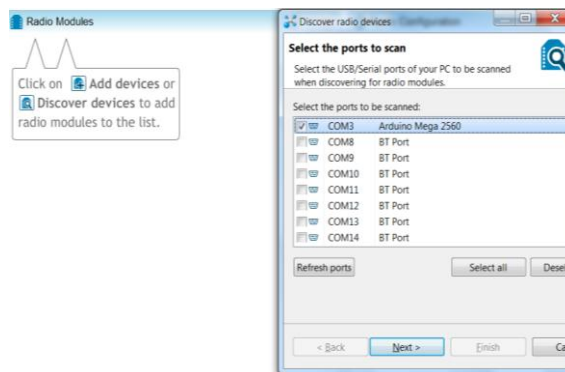 Radio Modules
Click on Add devices or
Discover devices to add
radio modules to the list.
Discover radio devices
Select the ports to scan
Select the USB/Serial ports of your PC to be scanned
when discovering for radio modules.
Select the ports to be scanned:
COM3 Arduino Mega 2560
COM8 BT Port
COM9 BT Port
COM10 BT Port
COM11 BT Port
COM12 BT Port
COM13 BT Port
COM14 BT Port
Refresh ports Select all Desel
< Back Next > Finish Ca